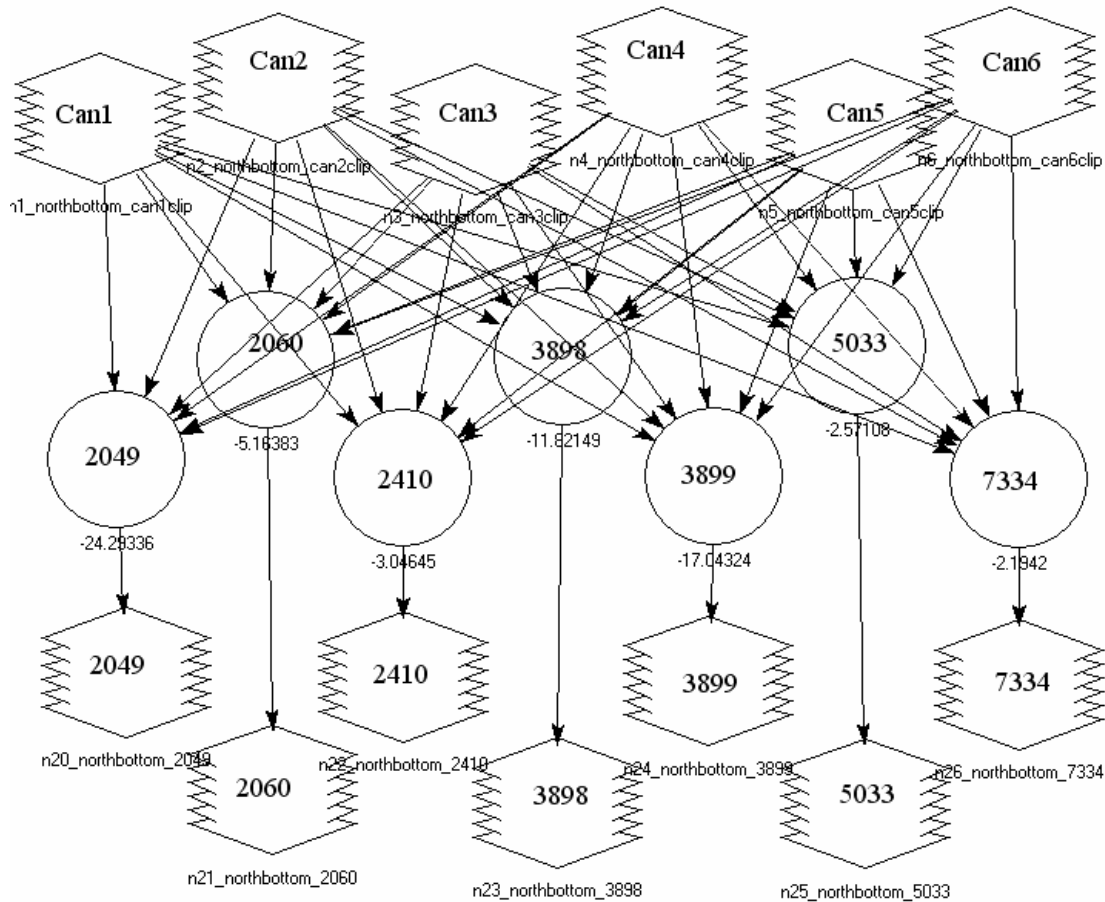 Can1
Can2
Can3
Can4
Can5
Can6
n1_northbottom_can1clip
n2_northbottom_can2clip
n3_northbottom_can3clip
n4_northbottom_can4clip
n5_northbottom_can5clip
n6_northbottom_can6clip
2060
3898
5033
-5.16383
-11.82149
-2.57108
2049
2410
3899
7334
-24.29336
-3.04645
-17.04324
-2.1942
2049
2410
3899
7334
n20_northbottom_2049
n22_northbottom_2410
n24_northbottom_3899
n26_northbottom_7334
2060
3898
5033
n21_northbottom_2060
n23_northbottom_3898
n25_northbottom_5033